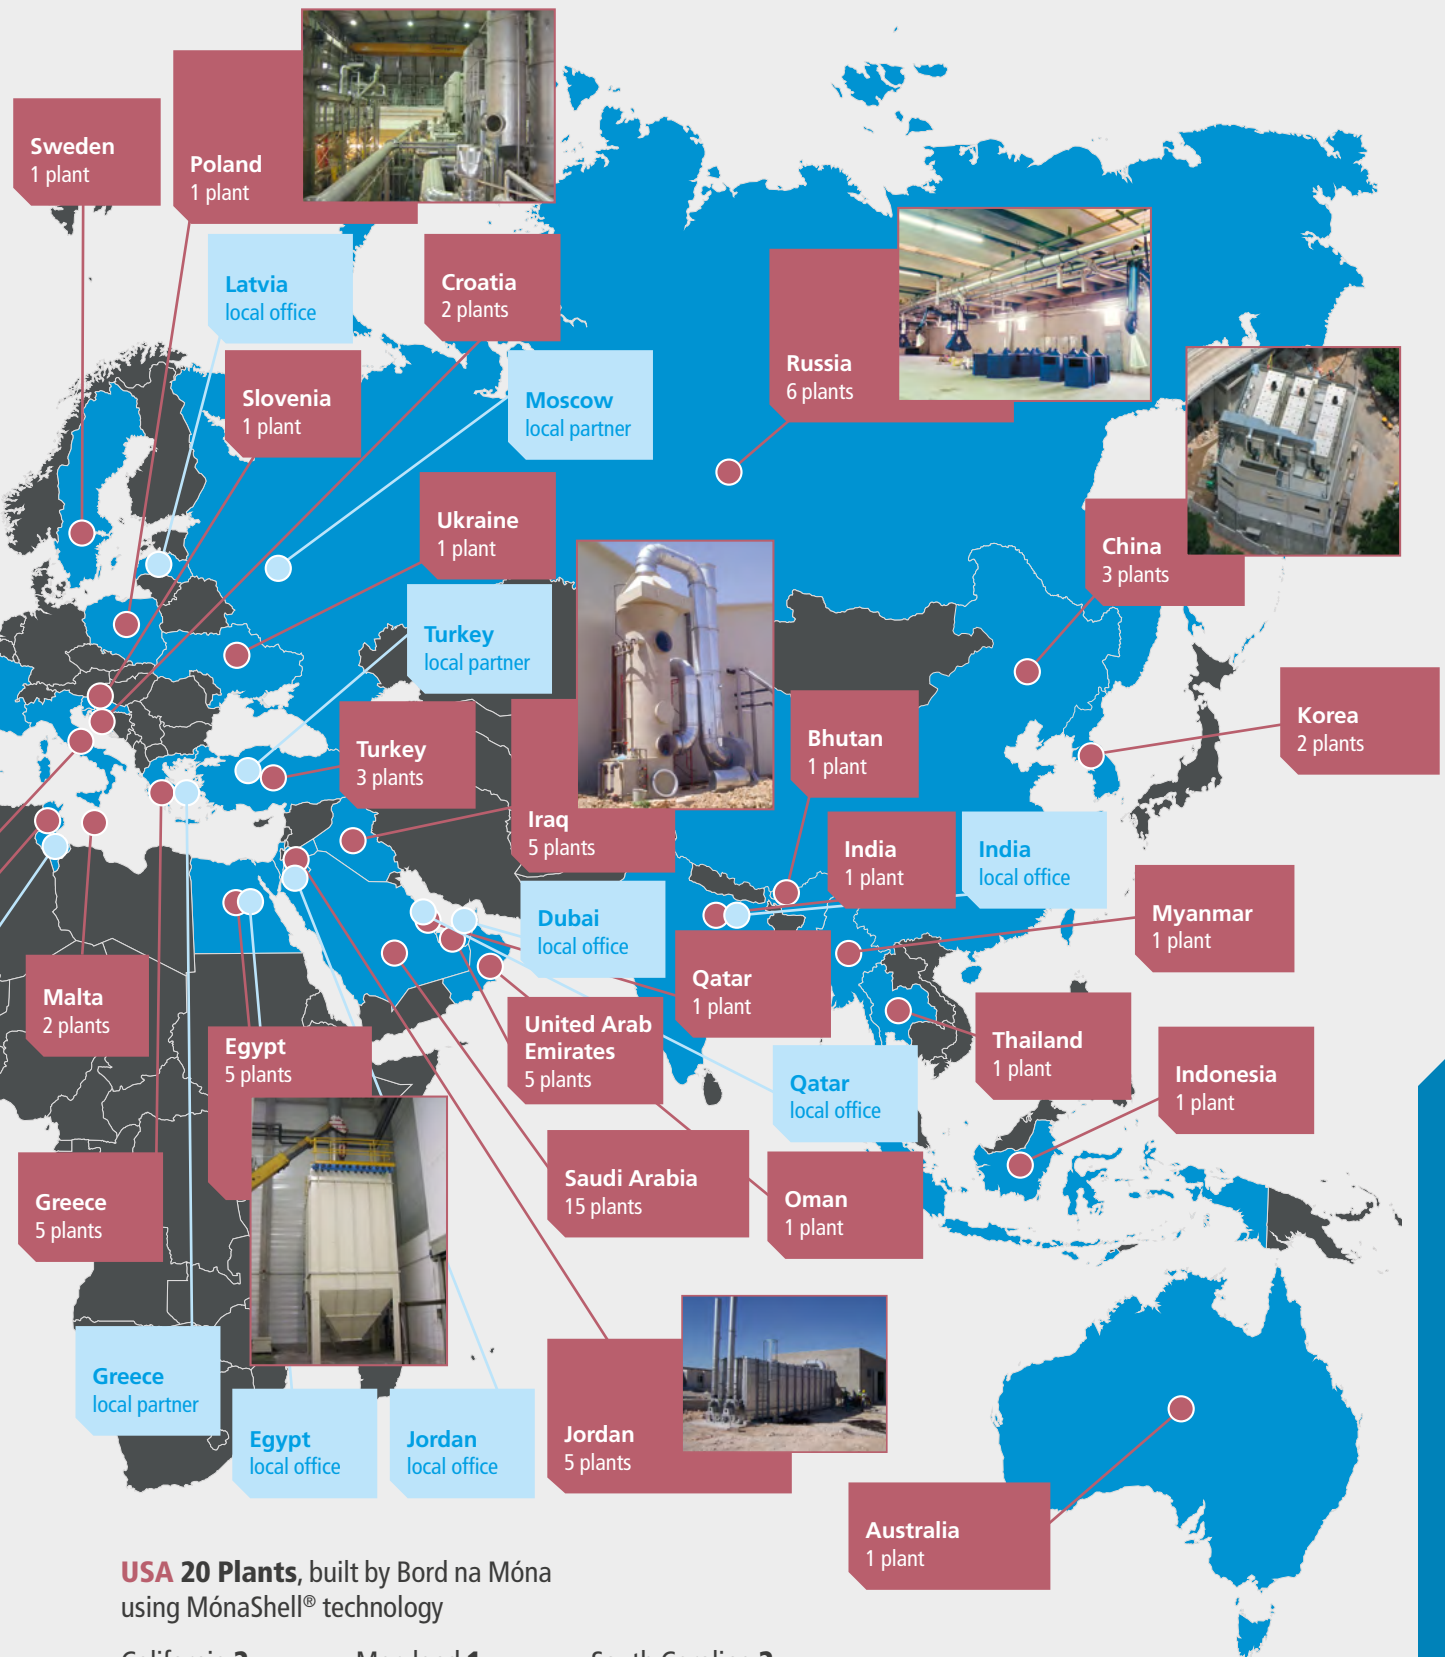 Sweden
1 plant
Poland
1 plant
Latvia
local office
Croatia
2 plants
Slovenia
1 plant
Moscow
local partner
Russia
6 plants
Ukraine
1 plant
China
3 plants
Turkey
local partner
Turkey
3 plants
Iraq
5 plants
Bhutan
1 plant
Korea
2 plants
India
1 plant
India
local office
Dubai
local office
Myanmar
1 plant
Malta
2 plants
Qatar
1 plant
Egypt
5 plants
United Arab
Emirates
5 plants
Thailand
1 plant
Qatar
local office
Indonesia
1 plant
Greece
5 plants
Saudi Arabia
15 plants
Oman
1 plant
Greece
local partner
Egypt
local office
Jordan
local office
Jordan
5 plants
Australia
1 plant
USA 20 Plants, built by Bord na Móna
using MónaShell® technology